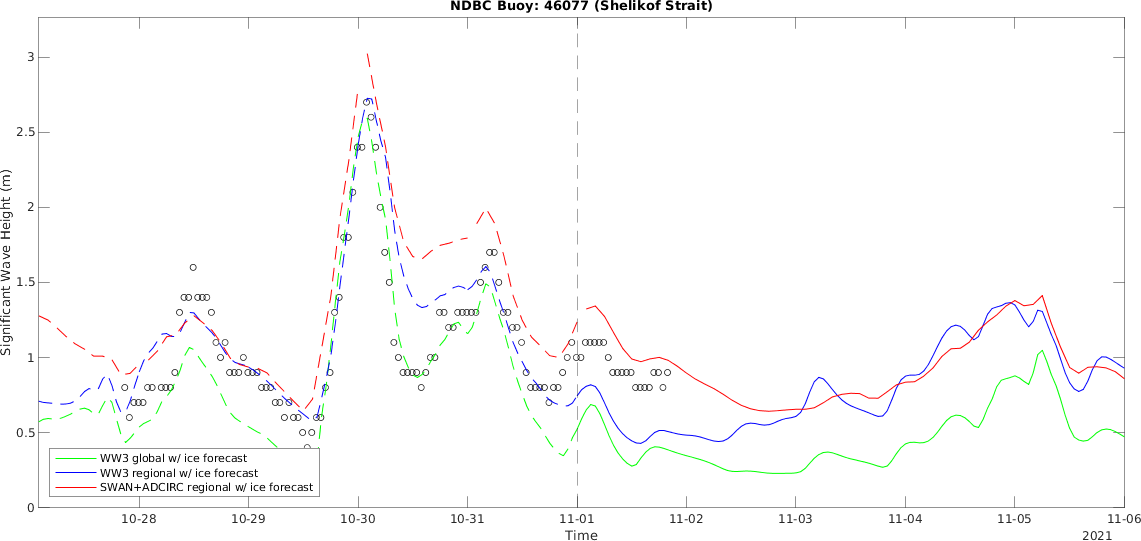 NDBC Buoy: 46077 (Shelikof Strait)
Significant Wave Height (m)
3
2.5
2
1.5
1
0.5
0
WW3 global w/ ice forecast
WW3 regional w/ ice forecast
SWAN+ADCIRC regional w/ ice forecast
10-28 10-29 10-30 10-31 11-01 11-02 11-03 11-04 11-05 11-06
Time
2021